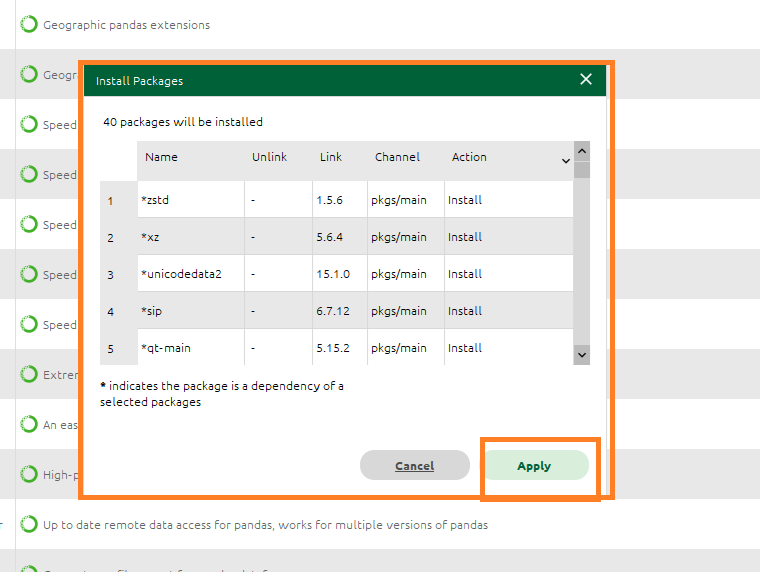 Geographic pandas extensions
Geogr
Install Packages
Speed
40 packages will be installed
Name Unlink Link Channel Action
Speed
1 *zstd - 1.5.6 pkgs/main Install
Speed
2 *xz - 5.6.4 pkgs/main Install
Speed
3 *unicodedata2 - 15.1.0 pkgs/main Install
4 *sip - 6.7.12 pkgs/main Install
Speed
5 *qt-main - 5.15.2 pkgs/main Install
Extren
* indicates the package is a dependency of a
selected packages
An eas
Cancel Apply
High-p
r Up to date remote data access for pandas, works for multiple versions of pandas